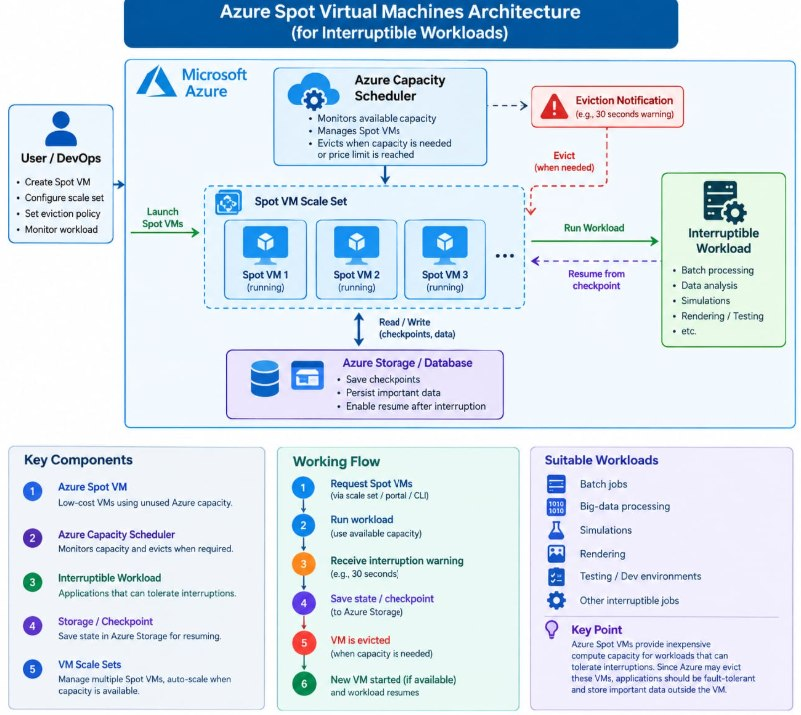 Azure Spot Virtual Machines Architecture
(for Interruptible Workloads)
Microsoft
Azure
User / DevOps
• Create Spot VM
• Configure scale set
• Set eviction policy
• Monitor workload
Azure Capacity
Scheduler
• Monitors available capacity
• Manages Spot VMs
• Evicts when capacity is needed
or price limit is reached
Eviction Notification
(e.g., 30 seconds warning)
Evict
(when needed)
Launch
Spot VMs
Spot VM Scale Set
Spot VM 1
(running)
Spot VM 2
(running)
Spot VM 3
(running)
...
Run Workload
Resume from
checkpoint
Interruptible
Workload
• Batch processing
• Data analysis
• Simulations
• Rendering / Testing
• etc.
Read / Write
(checkpoints, data)
Azure Storage / Database
• Save checkpoints
• Persist important data
• Enable resume after interruption
Key Components
1 Azure Spot VM
Low-cost VMs using unused Azure capacity.
2 Azure Capacity Scheduler
Monitors capacity and evicts when required.
3 Interruptible Workload
Applications that can tolerate interruptions.
4 Storage / Checkpoint
Save state in Azure Storage for resuming.
5 VM Scale Sets
Manage multiple Spot VMs, auto-scale when
capacity is available.
Working Flow
1 Request Spot VMs
(via scale set / portal / CLI)
2 Run workload
(use available capacity)
3 Receive interruption warning
(e.g., 30 seconds)
4 Save state / checkpoint
(to Azure Storage)
5 VM is evicted
(when capacity is needed)
6 New VM started (if available)
and workload resumes
Suitable Workloads
Batch jobs
1010
1010
Big-data processing
Simulations
Rendering
Testing / Dev environments
Other interruptible jobs
Key Point
Azure Spot VMs provide inexpensive
compute capacity for workloads that can
tolerate interruptions. Since Azure may evict
these VMs, applications should be fault-tolerant
and store important data outside the VM.